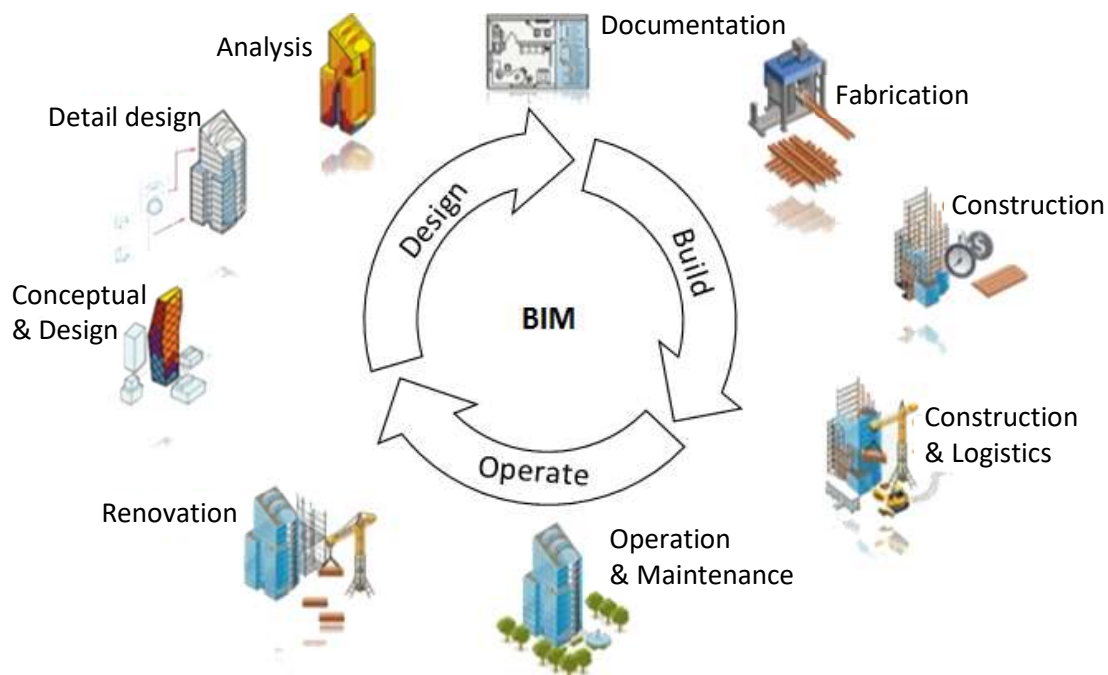 Documentation
Analysis
Fabrication
Detail design
Construction
Design
Build
Conceptual
& Design
BIM
Construction
& Logistics
Operate
Renovation
Operation
& Maintenance
$